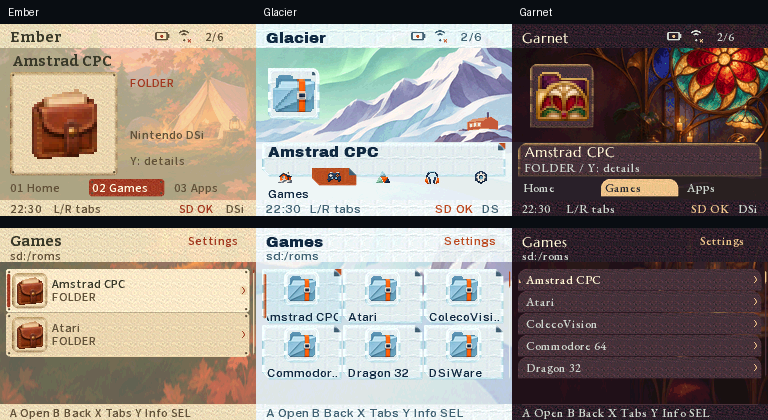 Ember
Glacier
Garnet
Ember 2/6
Amstrad CPC
FOLDER
Nintendo DSi
Y: details
01 Home 02 Games 03 Apps
22:30 L/R tabs SD OK DSi
Glacier 2/6
Amstrad CPC
Games
22:30 L/R tabs SD OK DS
Garnet 2/6
Amstrad CPC
FOLDER / Y: details
Home Games Apps
22:30 L/R tabs SD OK DSi
Games Settings
sd:/roms
Amstrad CPC
FOLDER
Atari
FOLDER
A Open B Back X Tabs Y Info SEL
Games Settings
sd:/roms
Amstrad CPC Atari ColecoVisi..
Commodor.. Dragon 32 DSiWare
A Open B Back X Tabs Y Info SEL
Games Settings
sd:/roms
Amstrad CPC
Atari
ColecoVision
Commodore 64
Dragon 32
A Open B Back X Tabs Y Info SEL